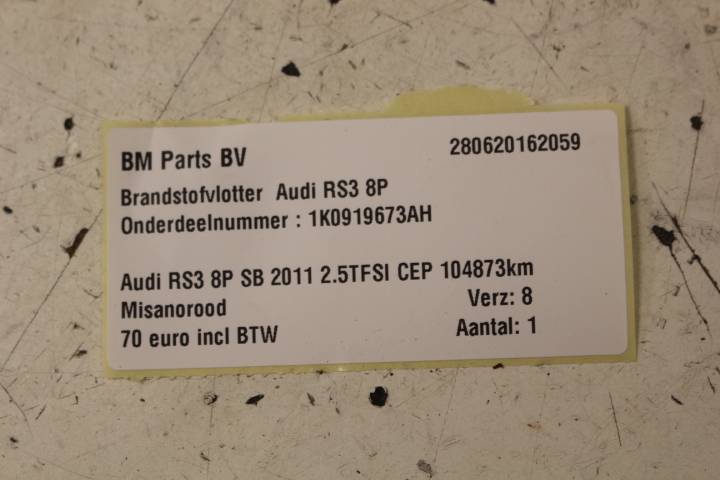 BM Parts BV 280620162059
Brandstofvlotter Audi RS3 8P
Onderdeelnummer : 1K0919673AH
Audi RS3 8P SB 2011 2.5TFSI CEP 104873km
Misanorood Verz: 8
70 euro incl BTW Aantal: 1